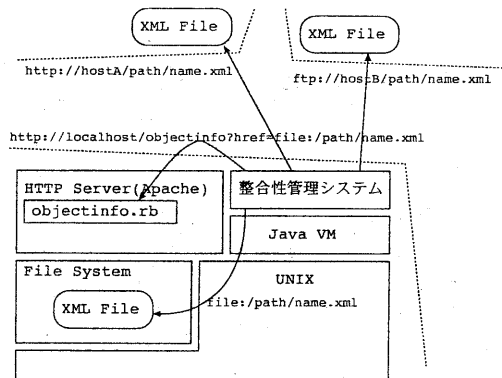 XML File
XML File
http://hostA/path/name.xml
ftp://hostB/path/name.xml
http://localhost/objectinfo?href=file:/path/name.xml
HTTP Server(Apache)
objectinfo.rb
整合性管理システム
Java VM
File System
XML File
UNIX
file:/path/name.xml